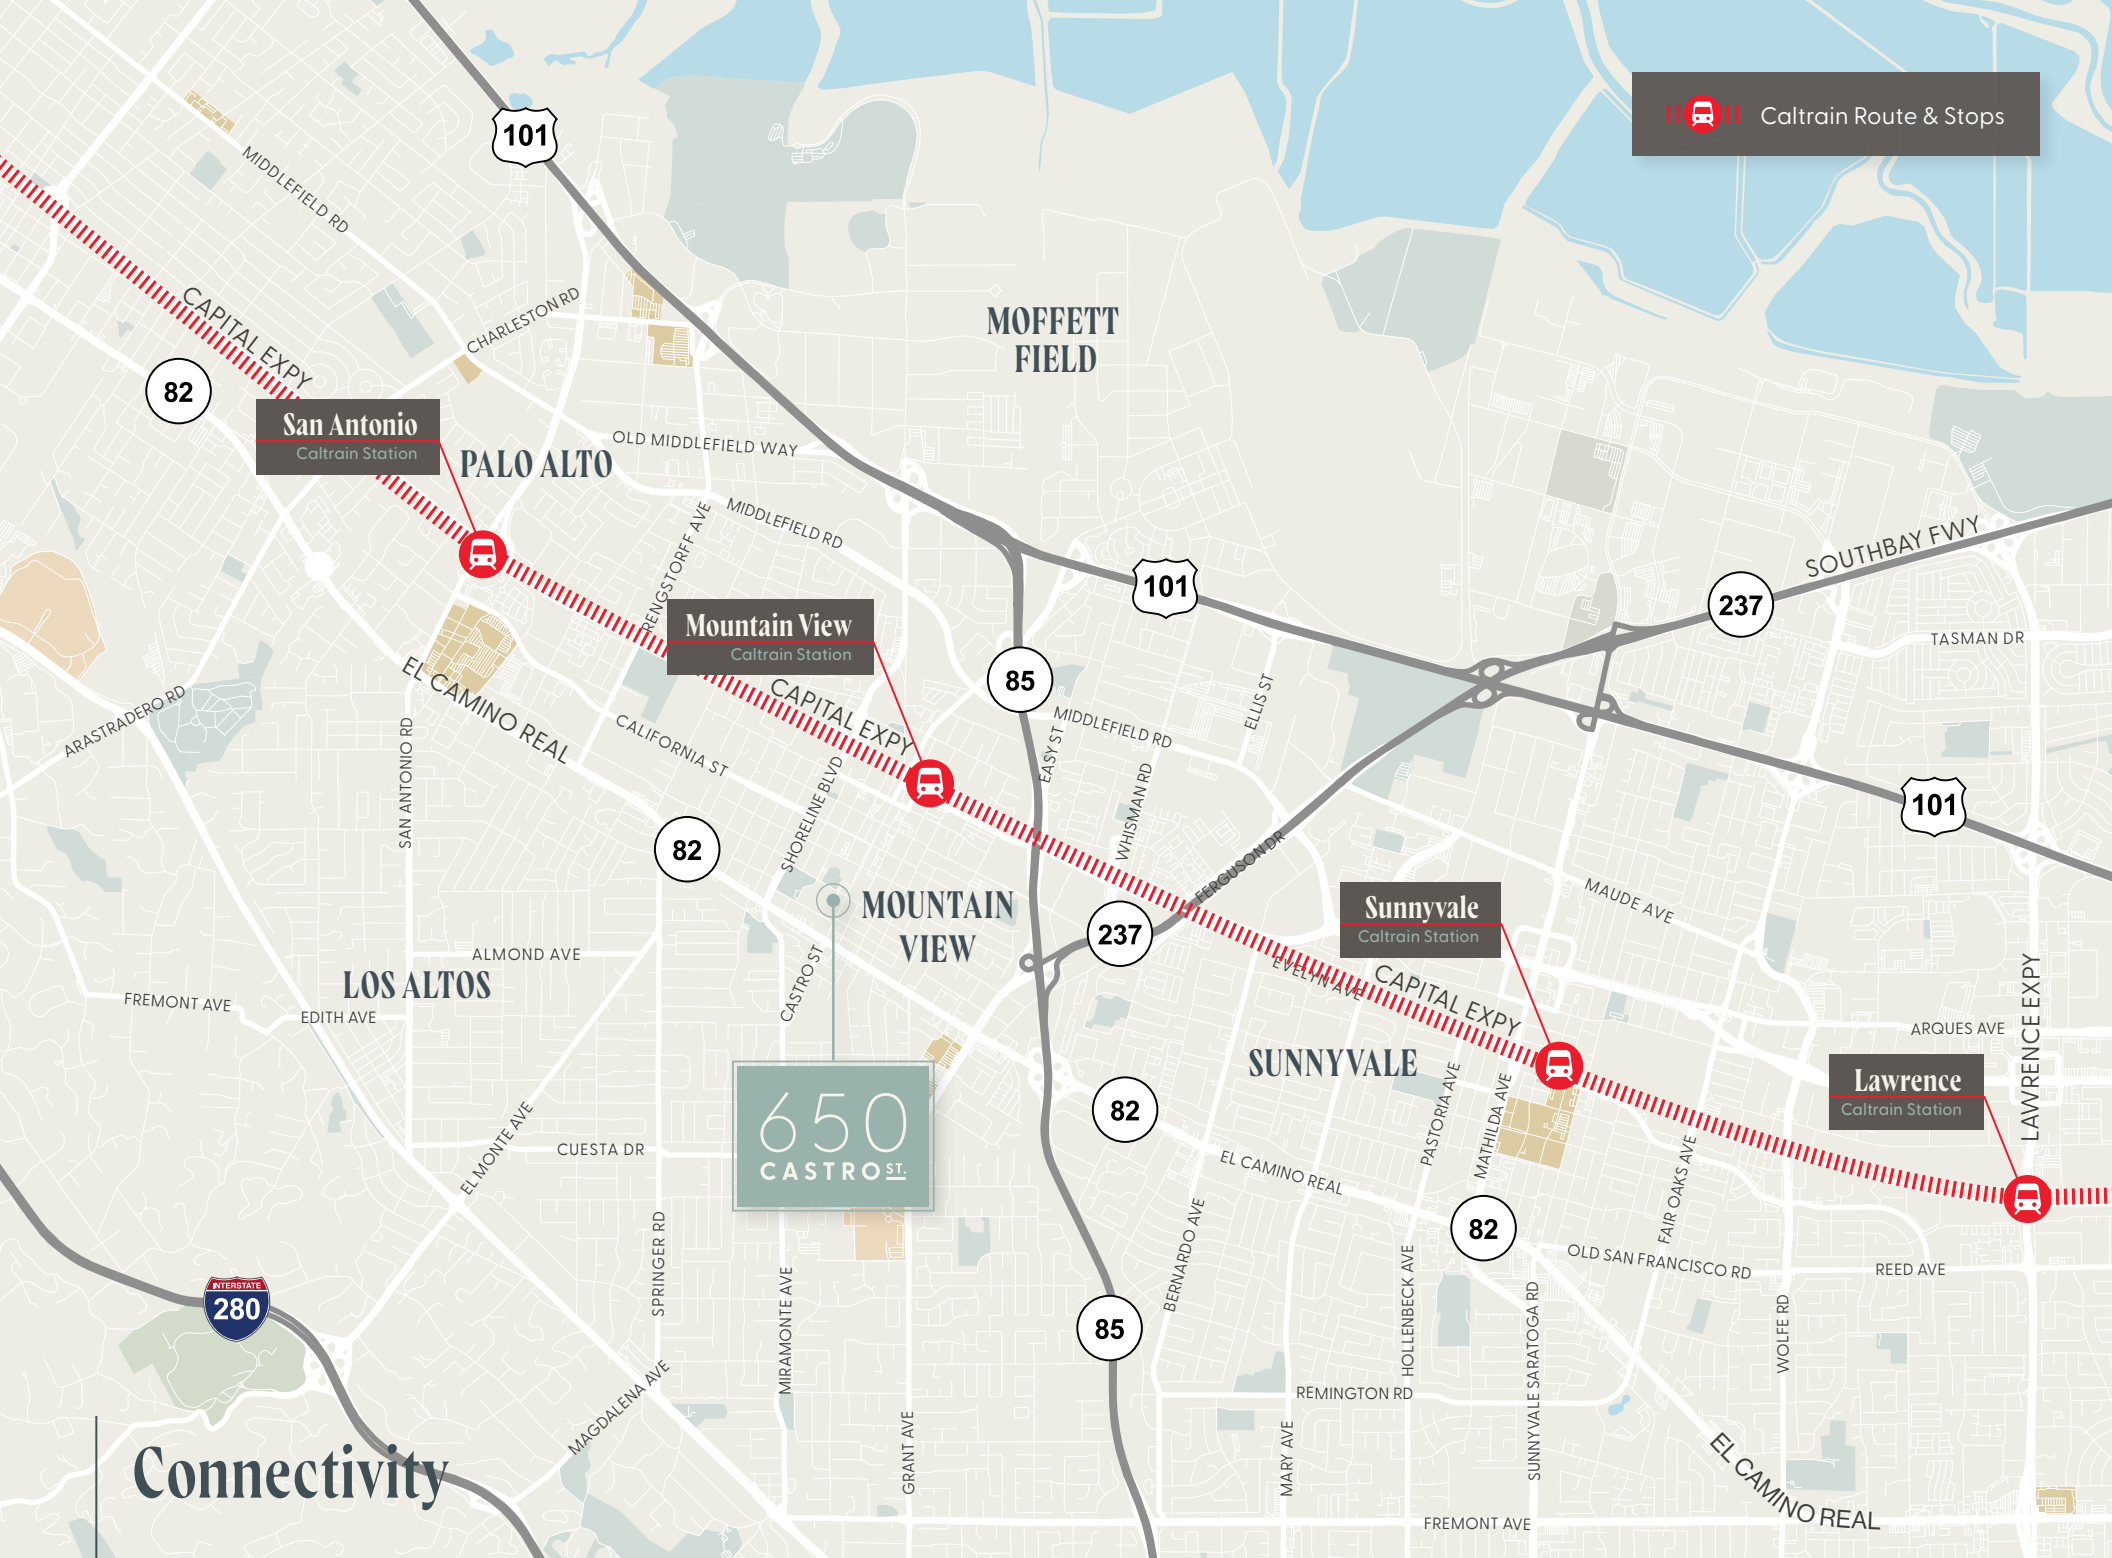 101
Caltrain Route & Stops
MIDDLEFIELD RD
CAPITAL EXPY
CHARLESTON RD
MOFFETT
FIELD
82
San Antonio
Caltrain Station
PALO ALTO
OLD MIDDLEFIELD WAY
MIDDLEFIELD RD
RENGSTORFF AVE
SOUTHBAY FWY
101
237
Mountain View
Caltrain Station
TASMAN DR
85
EL CAMINO REAL
ARASTRADERO RD
CAPITAL EXPY
CALIFORNIA ST
SAN ANTONIO RD
MIDDLEFIELD RD
ELLIS ST
EASY ST
WHISMAN RD
SHORELINE BLVD
101
82
FERGUSON DR
MAUDE AVE
Sunnyvale
Caltrain Station
MOUNTAIN
VIEW
237
ALMOND AVE
LOS ALTOS
CASTRO ST
EVELYN AVE
CAPITAL EXPY
FREMONT AVE
EDITH AVE
ARQUES AVE
LAWRENCE EXPY
SUNNYVALE
Lawrence
Caltrain Station
82
650
CASTRO ST.
PASTORIA AVE
MATHILDA AVE
EL MONTE AVE
CUESTA DR
EL CAMINO REAL
FAIR OAKS AVE
82
SPRINGER RD
BERNARDO AVE
OLD SAN FRANCISCO RD
REED AVE
INTERSTATE
280
85
MIRAMONTE AVE
HOLLENBECK AVE
SUNNYVALE SARATOGA RD
WOLFE RD
REMINGTON RD
MAGDALENA AVE
GRANT AVE
MARY AVE
EL CAMINO REAL
Connectivity
FREMONT AVE